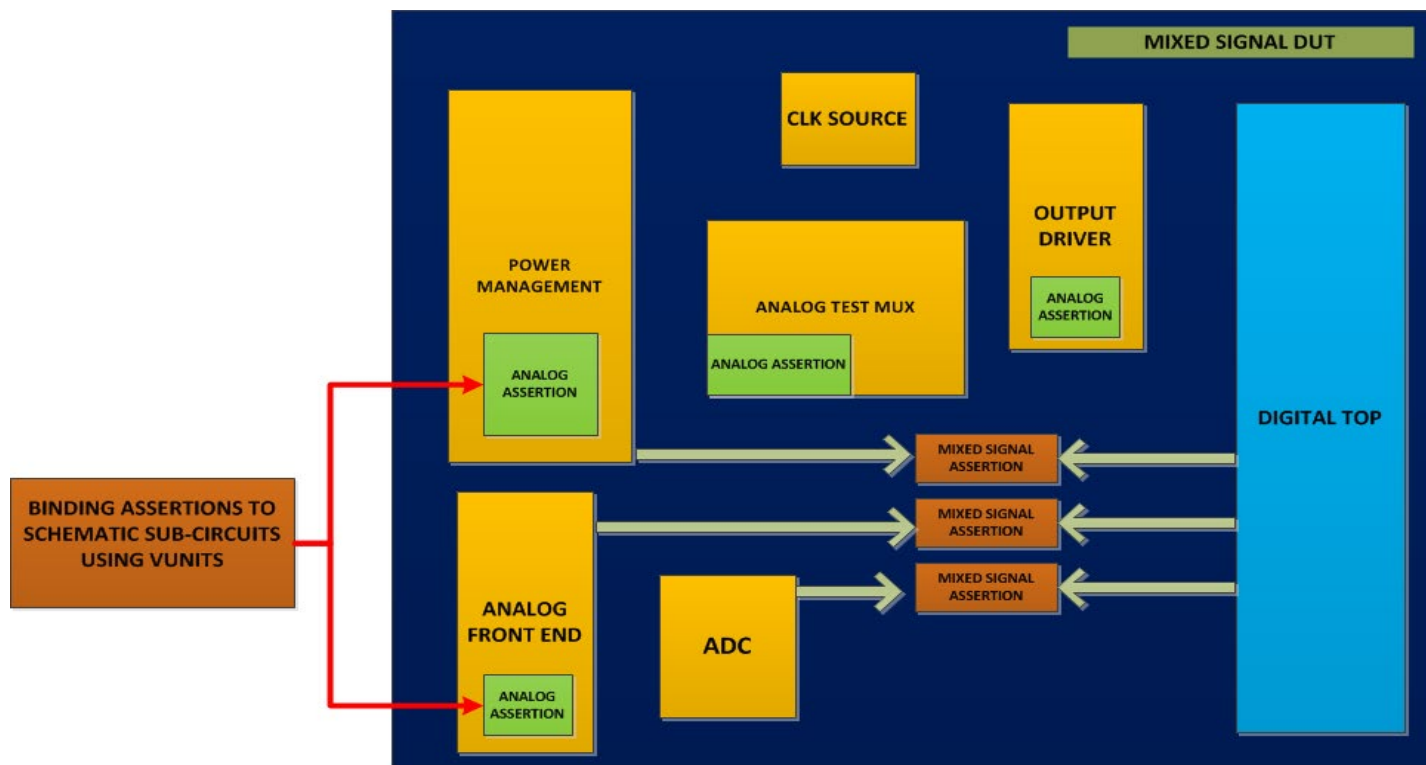 MIXED SIGNAL DUT
CLK SOURCE
POWER
MANAGEMENT
ANALOG
ASSERTION
ANALOG TEST MUX
ANALOG ASSERTION
OUTPUT
DRIVER
ANALOG
ASSERTION
DIGITAL TOP
MIXED SIGNAL
ASSERTION
MIXED SIGNAL
ASSERTION
MIXED SIGNAL
ASSERTION
BINDING ASSERTIONS TO
SCHEMATIC SUB-CIRCUITS
USING VUNITS
ANALOG
FRONT END
ANALOG
ASSERTION
ADC